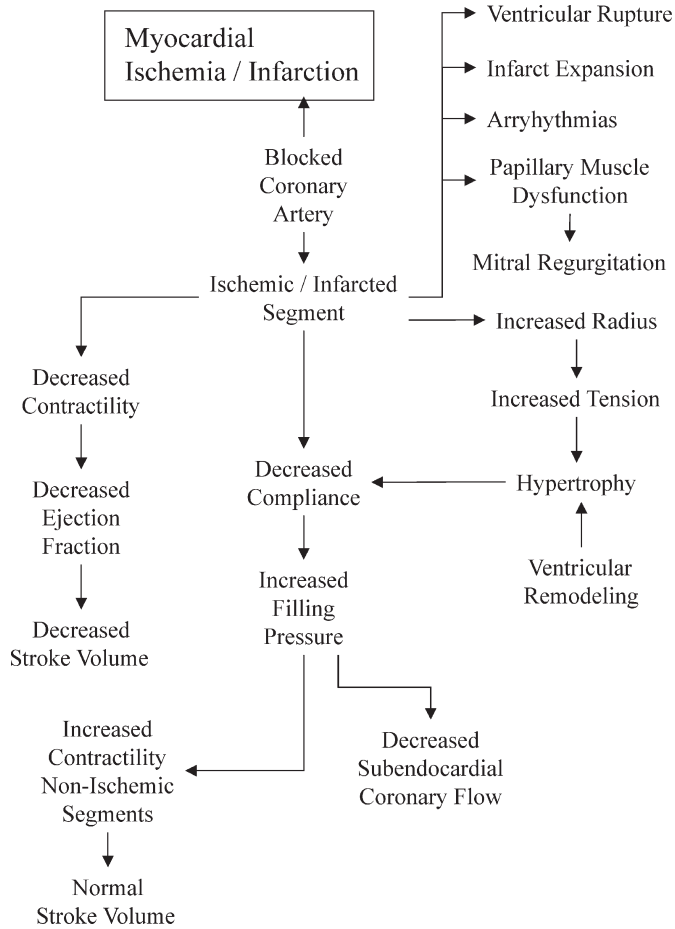 Myocardial
Ischemia / Infarction
Blocked
Coronary
Artery
Ischemic / Infarcted
Segment
Ventricular Rupture
Infarct Expansion
Arryhythmias
Papillary Muscle
Dysfunction
Mitral Regurgitation
Increased Radius
Increased Tension
Hypertrophy
Ventricular
Remodeling
Decreased
Contractility
Decreased
Ejection
Fraction
Decreased
Stroke Volume
Decreased
Compliance
Increased
Filling
Pressure
Increased
Contractility
Non-Ischemic
Segments
Normal
Stroke Volume
Decreased
Subendocardial
Coronary Flow